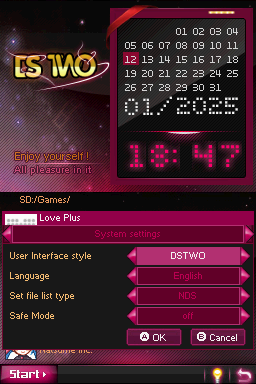 DSTWO
01 02 03 04
05 06 07 08 09 10 11
12 13 14 15 16 17 18
19 20 21 22 23 24 25
26 27 28 29 30 31
01/2025
18:47
Enjoy yourself!
All pleasure in it
SD:/Games/
Love Plus
System settings
User Interface style DSTWO
Language English
Set file list type NDS
Safe Mode off
A OK B Cancel
Natsume Inc.
Start